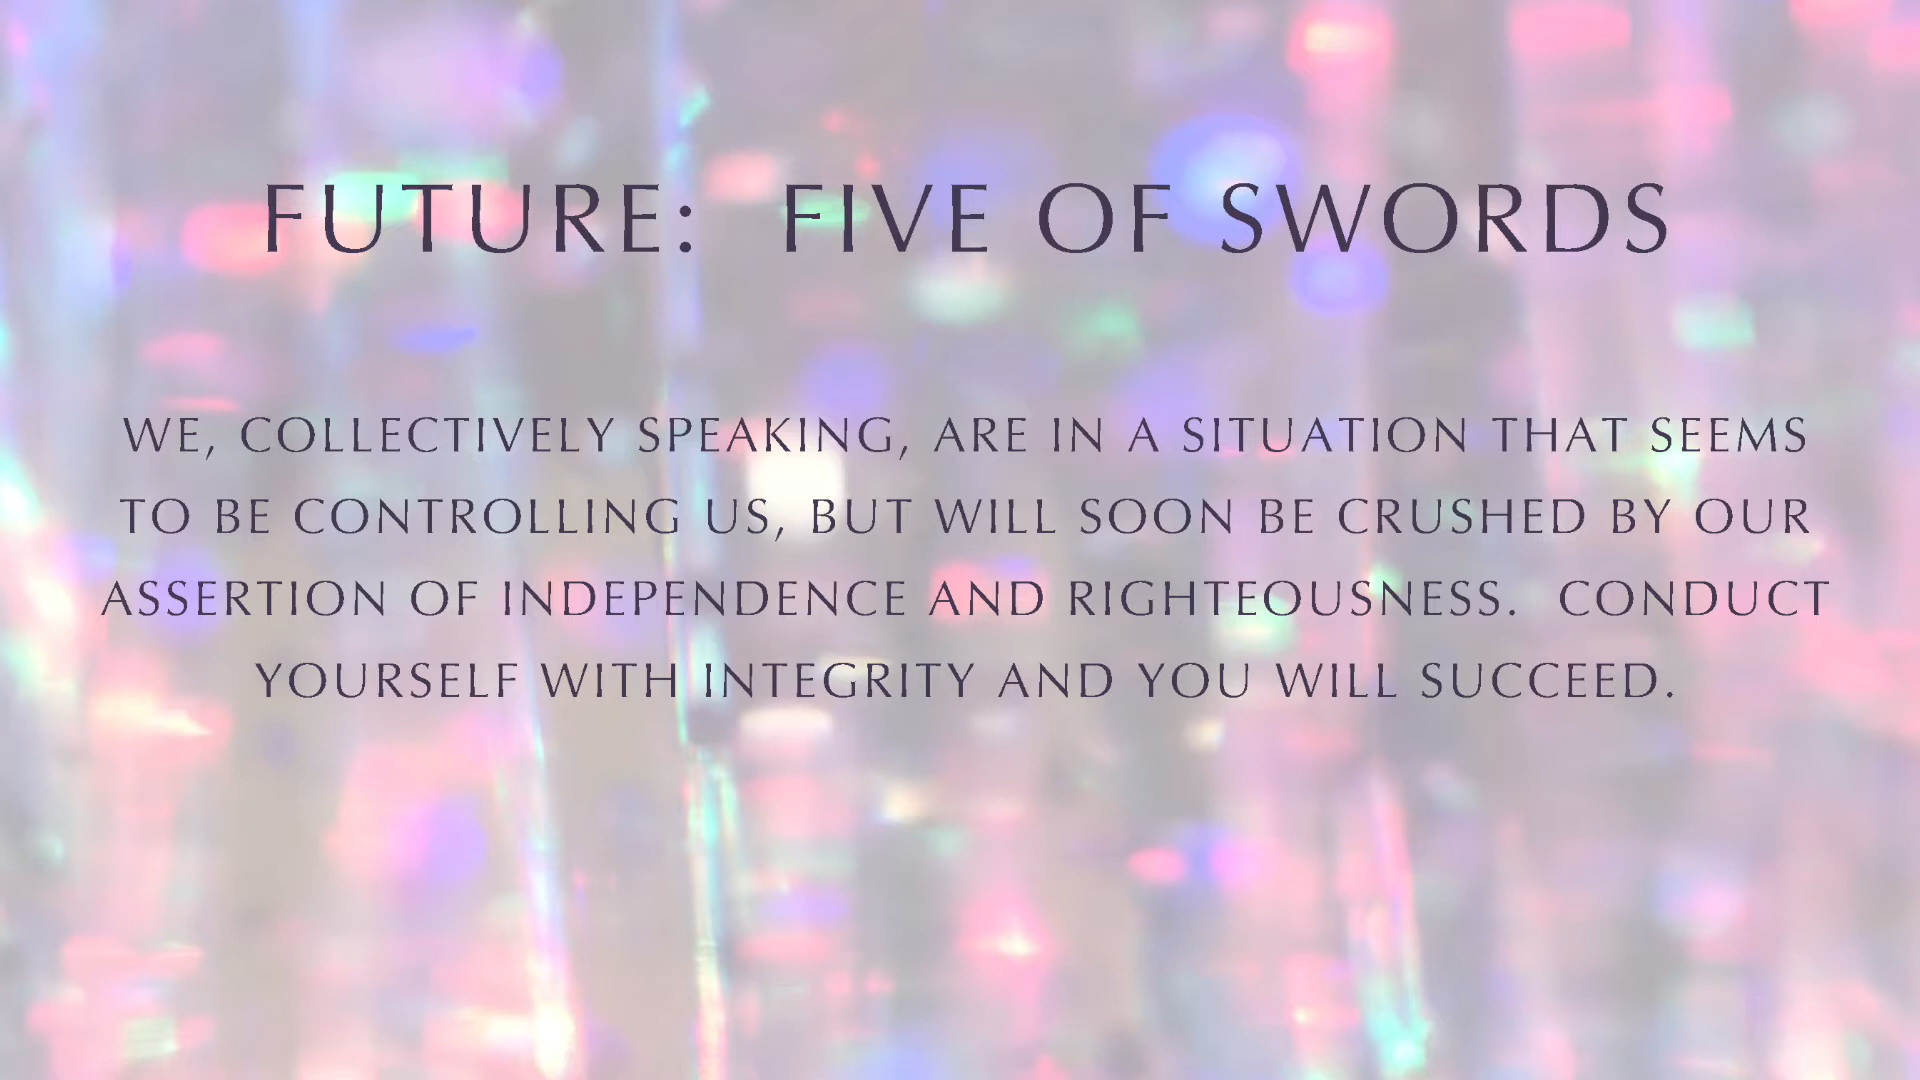 FUTURE:  FIVE OF SWORDS
WE, COLLECTIVELY SPEAKING, ARE IN A SITUATION THAT SEEMS
TO BE CONTROLLING US, BUT WILL SOON BE CRUSHED BY OUR
ASSERTION OF INDEPENDENCE AND RIGHTEOUSNESS.  CONDUCT
YOURSELF WITH INTEGRITY AND YOU WILL SUCCEED.